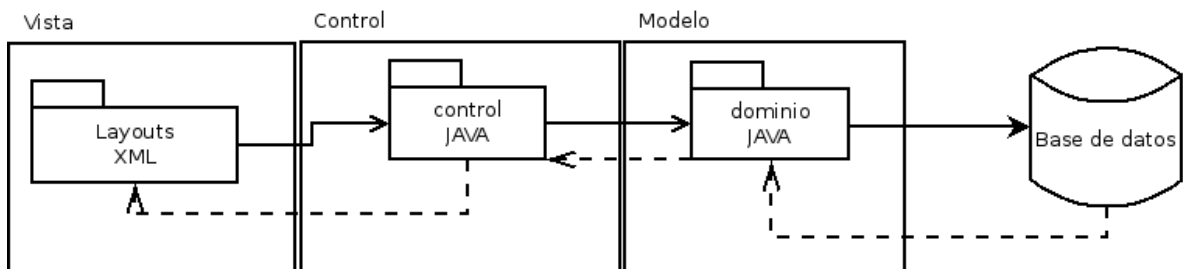 Vista
Control
Modelo
Layouts
XML
control
JAVA
dominio
JAVA
Base de datos